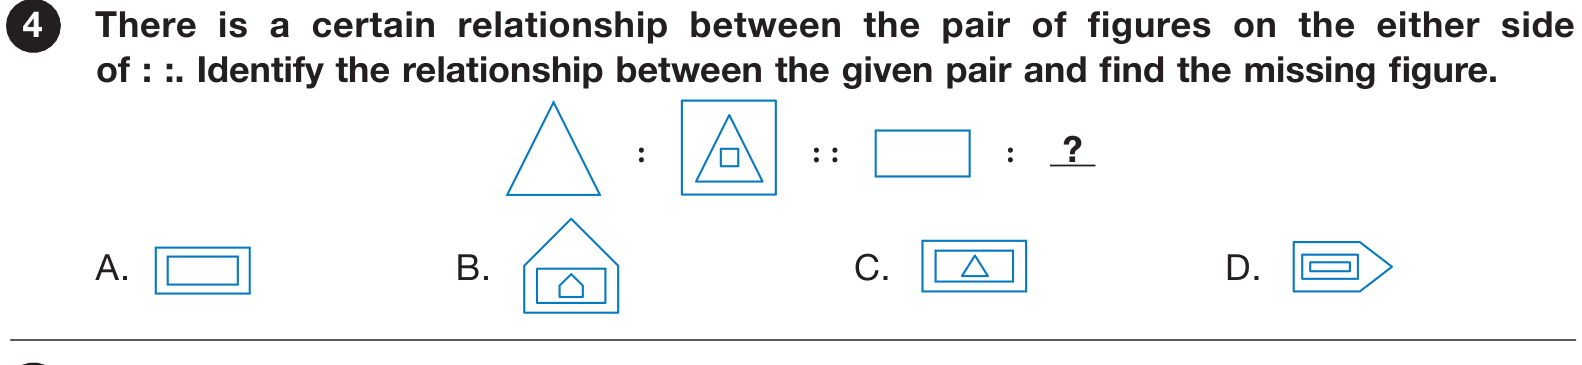 4 There is a certain relationship between the pair of figures on the either side
of : :. Identify the relationship between the given pair and find the missing figure.
: : : : ?
A. B. C. D.